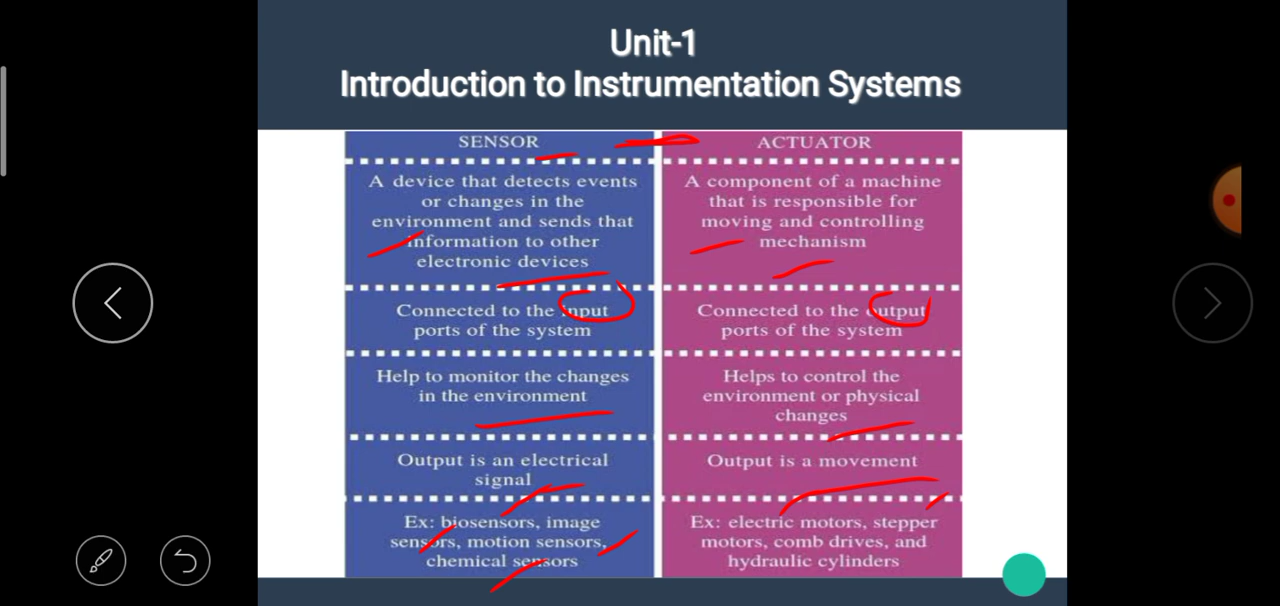 Unit-1
Introduction to Instrumentation Systems
SENSOR
A device that detects events
or changes in the
environment and sends that
information to other
electronic devices
Connected to the input
ports of the system
Help to monitor the changes
in the environment
Output is an electrical
signal
Ex: biosensors, image
sensors, motion sensors,
chemical sensors
ACTUATOR
A component of a machine
that is responsible for
moving and controlling
mechanism
Connected to the output
ports of the system
Helps to control the
environment or physical
changes
Output is a movement
Ex: electric motors, stepper
motors, comb drives, and
hydraulic cylinders